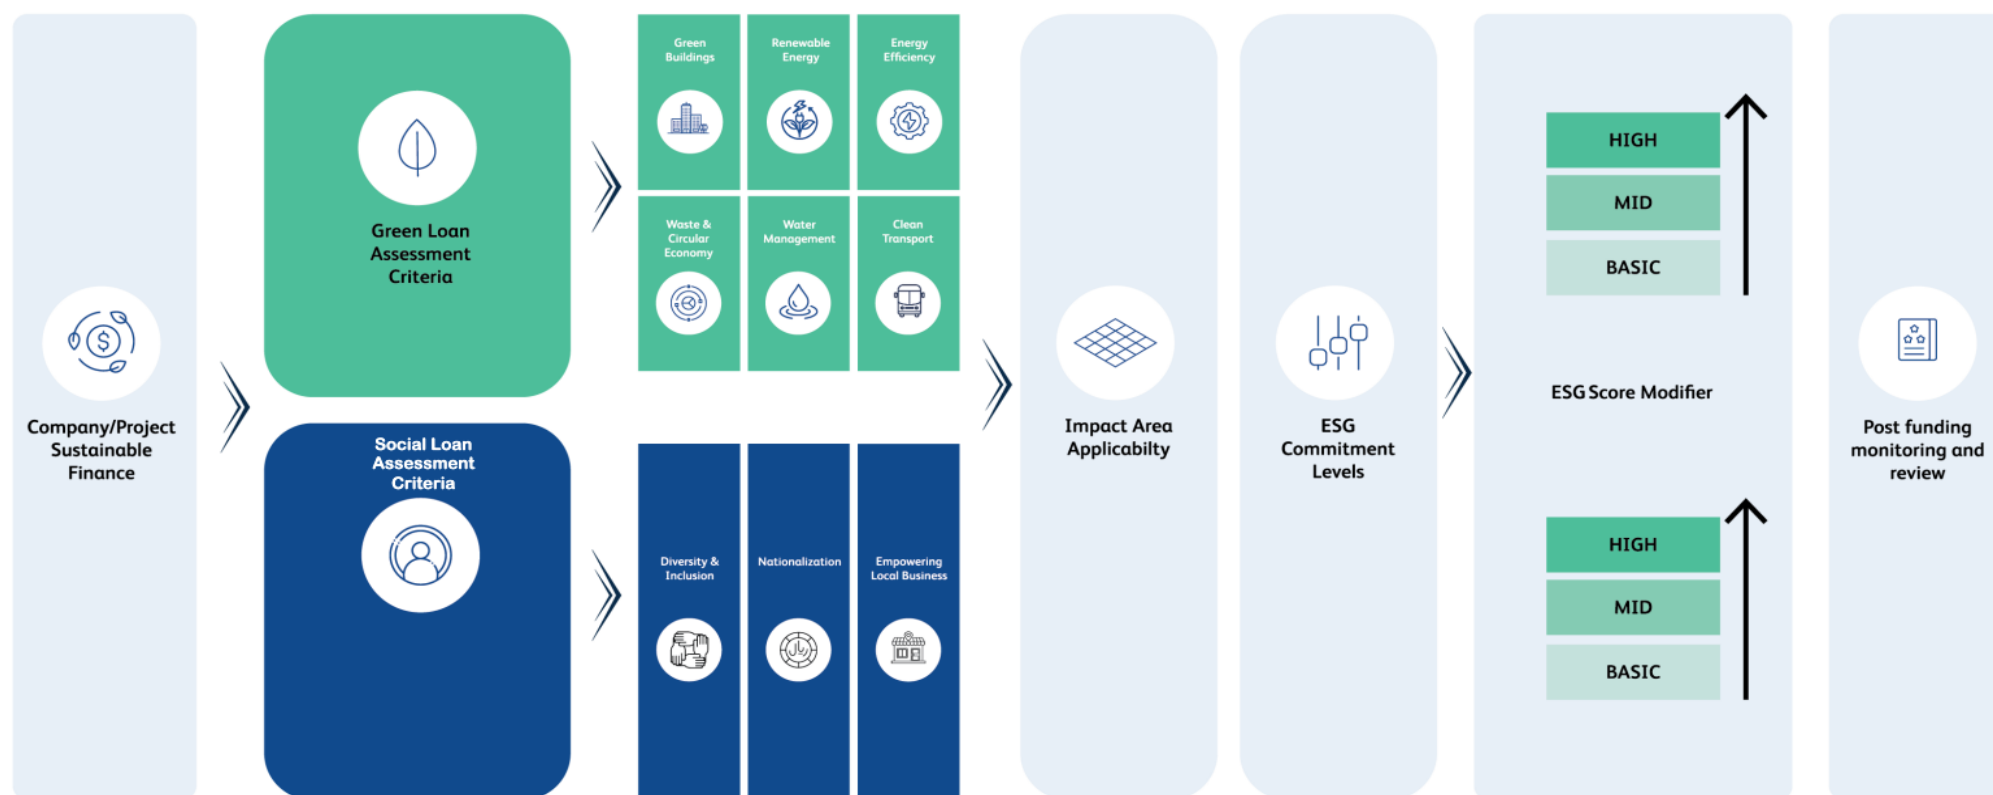 Company/Project
Sustainable
Finance
Green Loan
Assessment
Criteria
Social Loan
Assessment
Criteria
Green
Buildings
Renewable
Energy
Energy
Efficiency
Waste &
Circular
Economy
Water
Management
Clean
Transport
Diversity &
Inclusion
Nationalization
ريال
Empowering
Local Business
Impact Area
Applicabilty
ESG
Commitment
Levels
HIGH
MID
BASIC
ESG Score Modifier
HIGH
MID
BASIC
Post funding
monitoring and
review
$